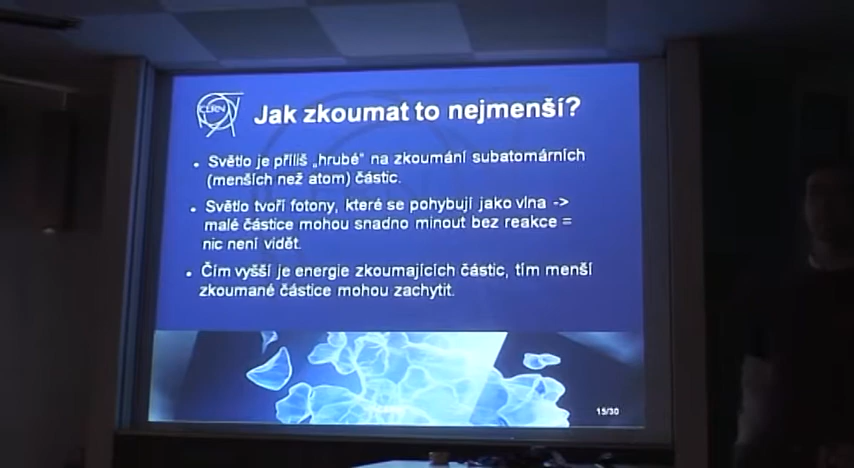 CERN
Jak zkoumat to nejmenší?
• Světlo je příliš „hrubé“ na zkoumání subatomárních
(menších než atom) částic.
• Světlo tvoří fotony, které se pohybují jako vlna ->
malé částice mohou snadno minout bez reakce =
nic není vidět.
• Čím vyšší je energie zkoumajících částic, tím menší
zkoumané částice mohou zachytit.
15/30